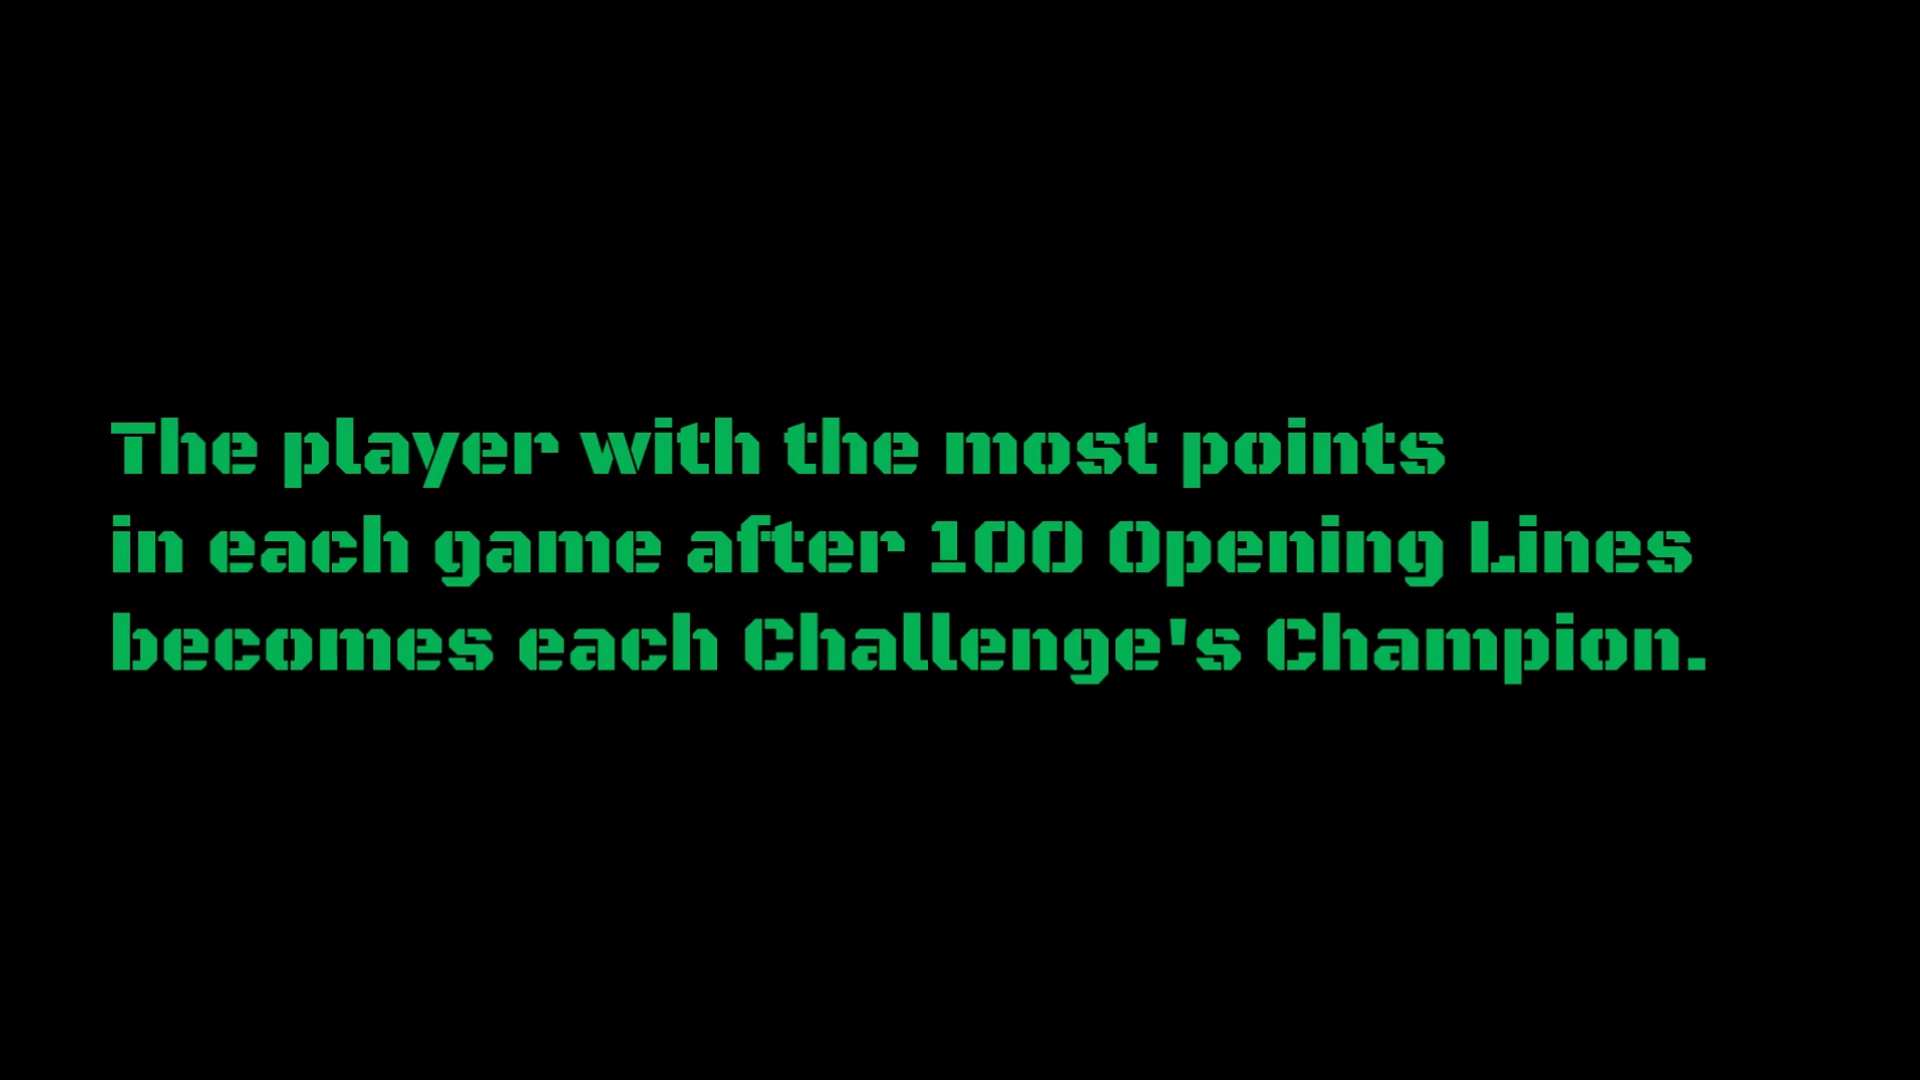 The player with the most points
in each game after 100 Opening Lines
becomes each Challenge's Champion.